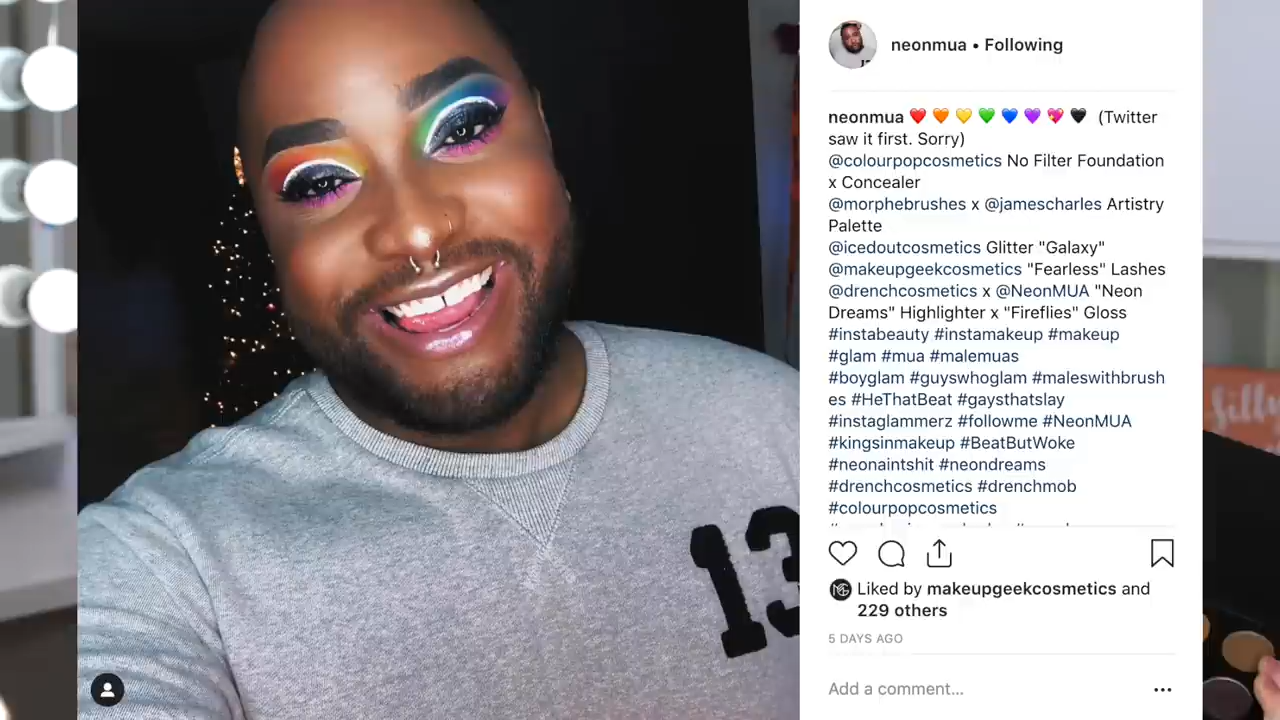 neonmua • Following
neonmua ❤️ 🧡 💛 💚 💙 💜 💖 🖤 (Twitter
saw it first. Sorry)
@colourpopcosmetics No Filter Foundation
x Concealer
@morphebrushes x @jamescharles Artistry
Palette
@icedoutcosmetics Glitter "Galaxy"
@makeupgeekcosmetics "Fearless" Lashes
@drenchcosmetics x @NeonMUA "Neon
Dreams" Highlighter x "Fireflies" Gloss
#instabeauty #instamakeup #makeup
#glam #mua #malemuas
#boyglam #guyswhoglam #maleswithbrush
es #HeThatBeat #gaysthatslay
#instaglammerz #followme #NeonMUA
#kingsinmakeup #BeatButWoke
#neonaintshit #neondreams
#drenchcosmetics #drenchmob
#colourpopcosmetics
Liked by makeupgeekcosmetics and
229 others
5 DAYS AGO
Add a comment...
13